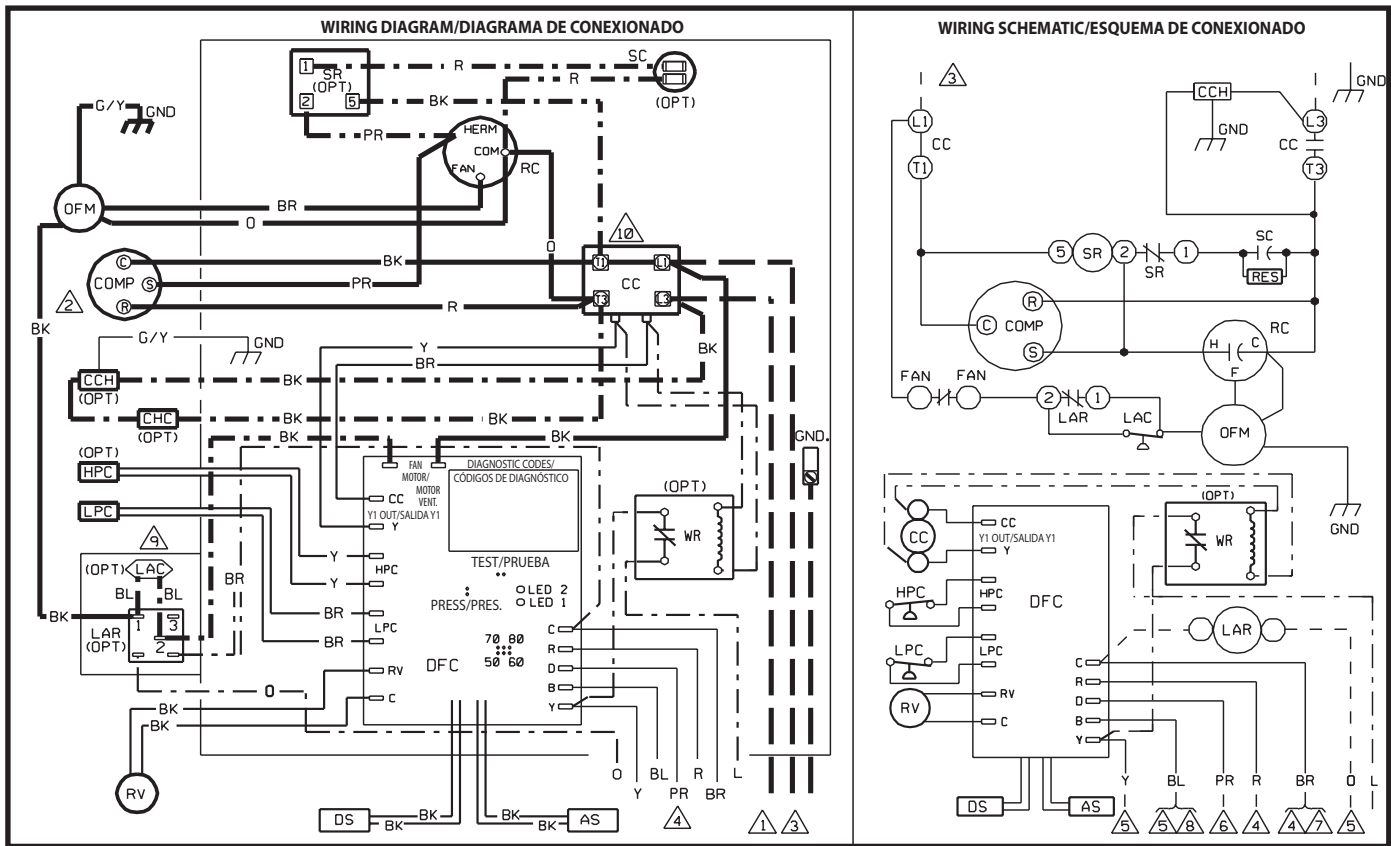 WIRING DIAGRAM/DIAGRAMA DE CONEXIONADO
1
SR
(OPT)
2
5
R
R
SC
(OPT)
BK
G/Y
GND
PR
HERM
COM
FAN
RC
OFM
BR
O
O
10
C
BK
T1
L1
COMP
S
PR
CC
2
R
R
T3
L3
BK
G/Y
GND
Y
BR
BK
CCH
(OPT)
BK
CHC
(OPT)
BK
BK
BK
BK
GND.
(OPT)
HPC
FAN
MOTOR/
MOTOR
VENT.
DIAGNOSTIC CODES/
CÓDIGOS DE DIAGNÓSTICO
CC
Y1 OUT/SALIDA Y1
Y
(OPT)
WR
LPC
9
(OPT)
LAC
BL
BL
BR
Y
HPC
Y
TEST/PRUEBA
LED 2
LED 1
PRESS/PRES.
BK
1
3
LAR
(OPT)
2
BR
LPC
BR
70 80
50 60
DFC
C
R
D
B
Y
RV
C
O
BK
BK
RV
O
Y
BL
PR
R
BR
L
4
1
3
DS
BK
BK
BK
BK
AS
WIRING SCHEMATIC/ESQUEMA DE CONEXIONADO
3
GND
CCH
GND
L1
CC
T1
L3
CC
T3
5
SR
2
SR
1
SC
RES
R
C
COMP
S
RC
H
C
F
FAN
FAN
2
LAR
1
LAC
OFM
GND
CC
CC
Y1 OUT/SALIDA Y1
Y
(OPT)
WR
HPC
HPC
DFC
LPC
LPC
LAR
RV
RV
C
C
R
D
B
Y
Y
BL
PR
R
BR
O
L
DS
AS
5
5
8
6
4
4
7
5